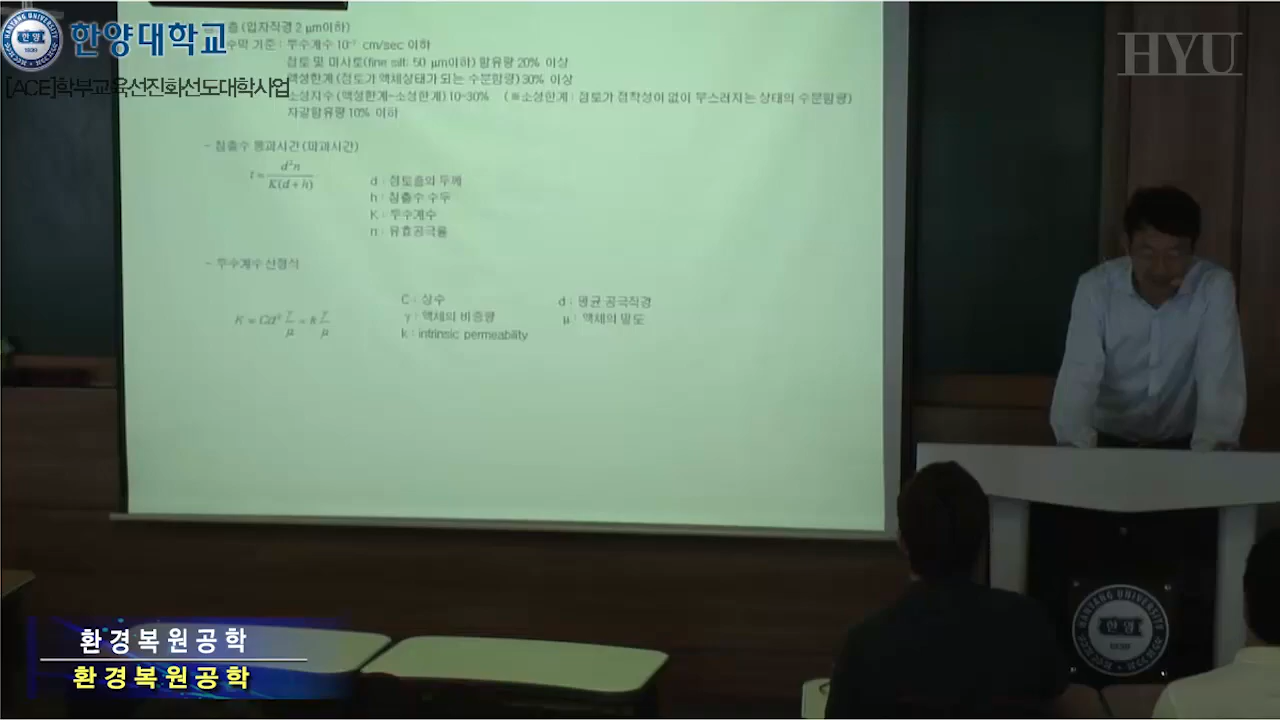 한양대학교
HYU
[ACE]학부교육선진화선도대학사업
층 (입자직경 2 μm이하)
수막 기준 : 투수계수 10⁻⁷ cm/sec 이하
점토 및 미사토(fine silt: 50 μm이하) 함유량 20% 이상
액성한계 (점토가 액체상태가 되는 수분함량) 30% 이상
소성지수 (액성한계-소성한계) 10~30% (※소성한계 : 점토가 점착성이 없이 부스러지는 상태의 수분함량)
자갈함유량 10% 이하
- 침출수 통과시간 (파과시간)
t = d²n / K(d+h)
d : 점토층의 두께
h : 침출수 수두
K : 투수계수
n : 유효공극율
- 투수계수 산정식
K = Cd² γ/μ = k γ/μ
C : 상수
d : 평균 공극직경
γ : 액체의 비중량
μ : 액체의 밀도
k : intrinsic permeability
HANYANG UNIVERSITY
한양
1939
환경복원공학
환경복원공학